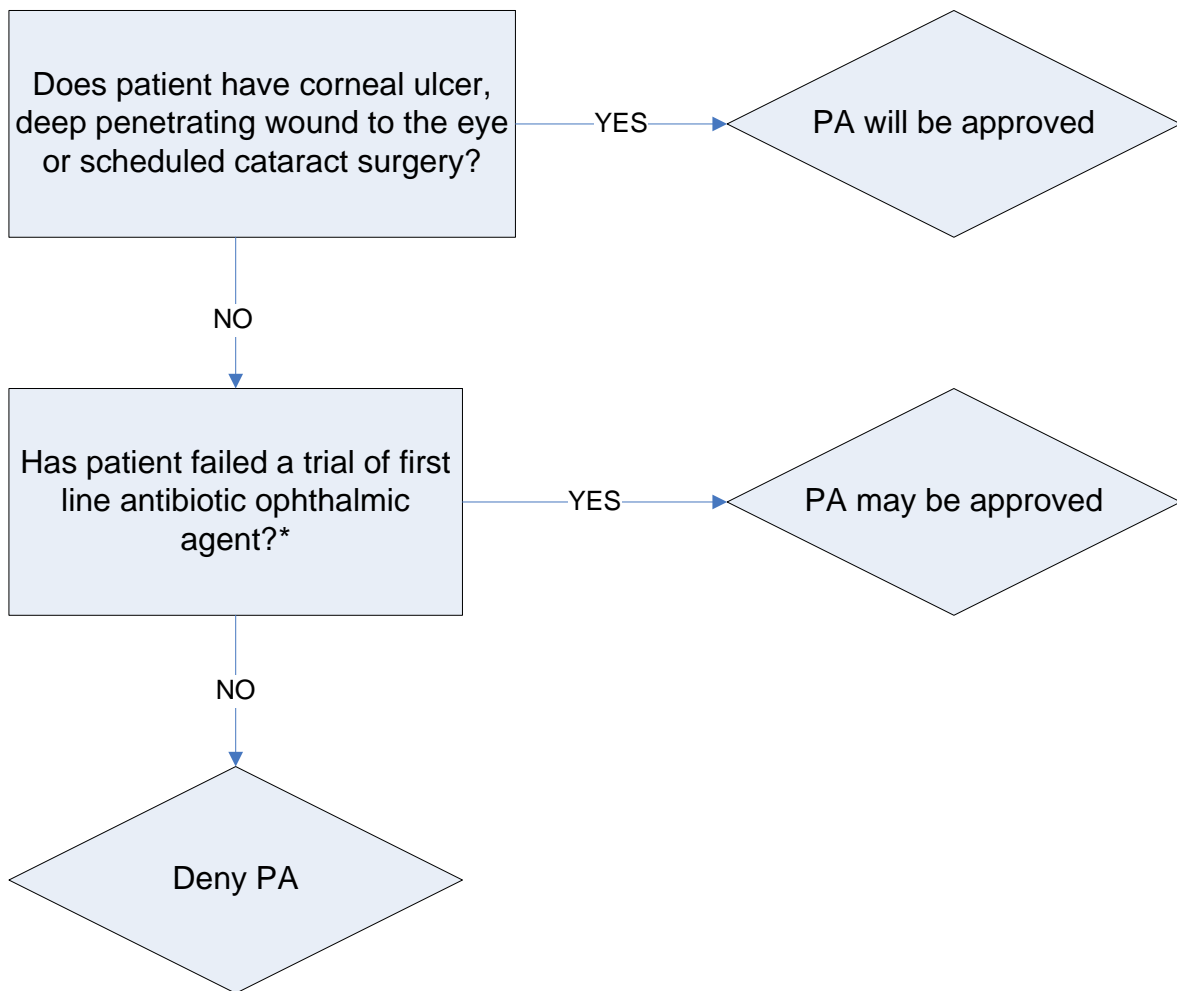 Does patient have corneal ulcer,
deep penetrating wound to the eye
or scheduled cataract surgery?
YES
PA will be approved
NO
Has patient failed a trial of first
line antibiotic ophthalmic
agent?*
YES
PA may be approved
NO
Deny PA